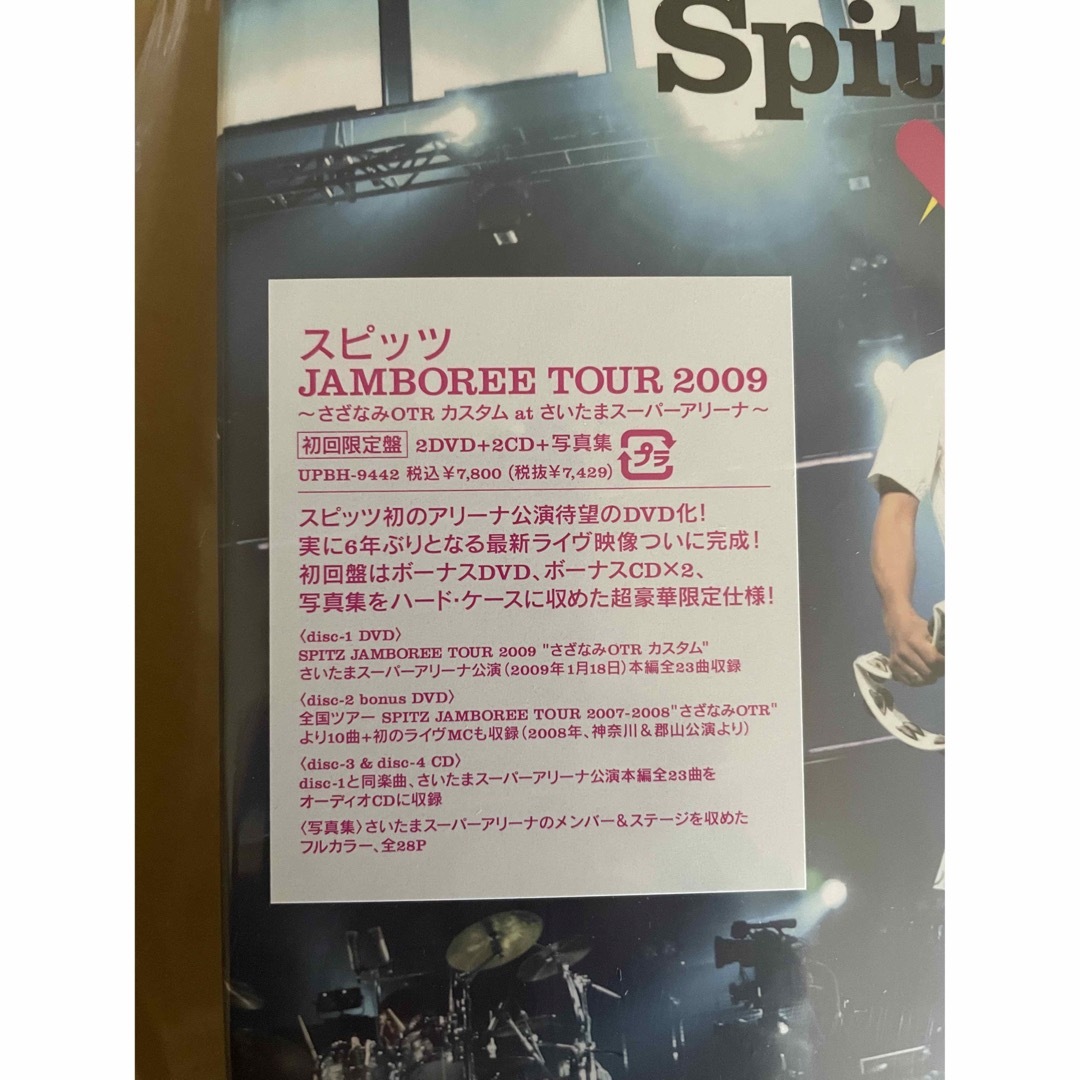 Spit
スピッツ
JAMBOREE TOUR 2009
～さざなみOTR カスタム at さいたまスーパーアリーナ～
初回限定盤 2DVD+2CD+写真集 プラ
UPBH-9442 税込¥7,800（税抜¥7,429）
スピッツ初のアリーナ公演待望のDVD化!
実に6年ぶりとなる最新ライヴ映像ついに完成!
初回盤はボーナスDVD、ボーナスCD×2、
写真集をハード・ケースに収めた超豪華限定仕様!
〈disc-1 DVD〉
SPITZ JAMBOREE TOUR 2009 "さざなみOTR カスタム"
さいたまスーパーアリーナ公演（2009年1月18日）本編全23曲収録
〈disc-2 bonus DVD〉
全国ツアー SPITZ JAMBOREE TOUR 2007-2008"さざなみOTR"
より10曲+初のライヴMCも収録（2008年、神奈川&郡山公演より）
〈disc-3 & disc-4 CD〉
disc-1と同楽曲、さいたまスーパーアリーナ公演本編全23曲を
オーディオCDに収録
〈写真集〉さいたまスーパーアリーナのメンバー&ステージを収めた
フルカラー、全28P